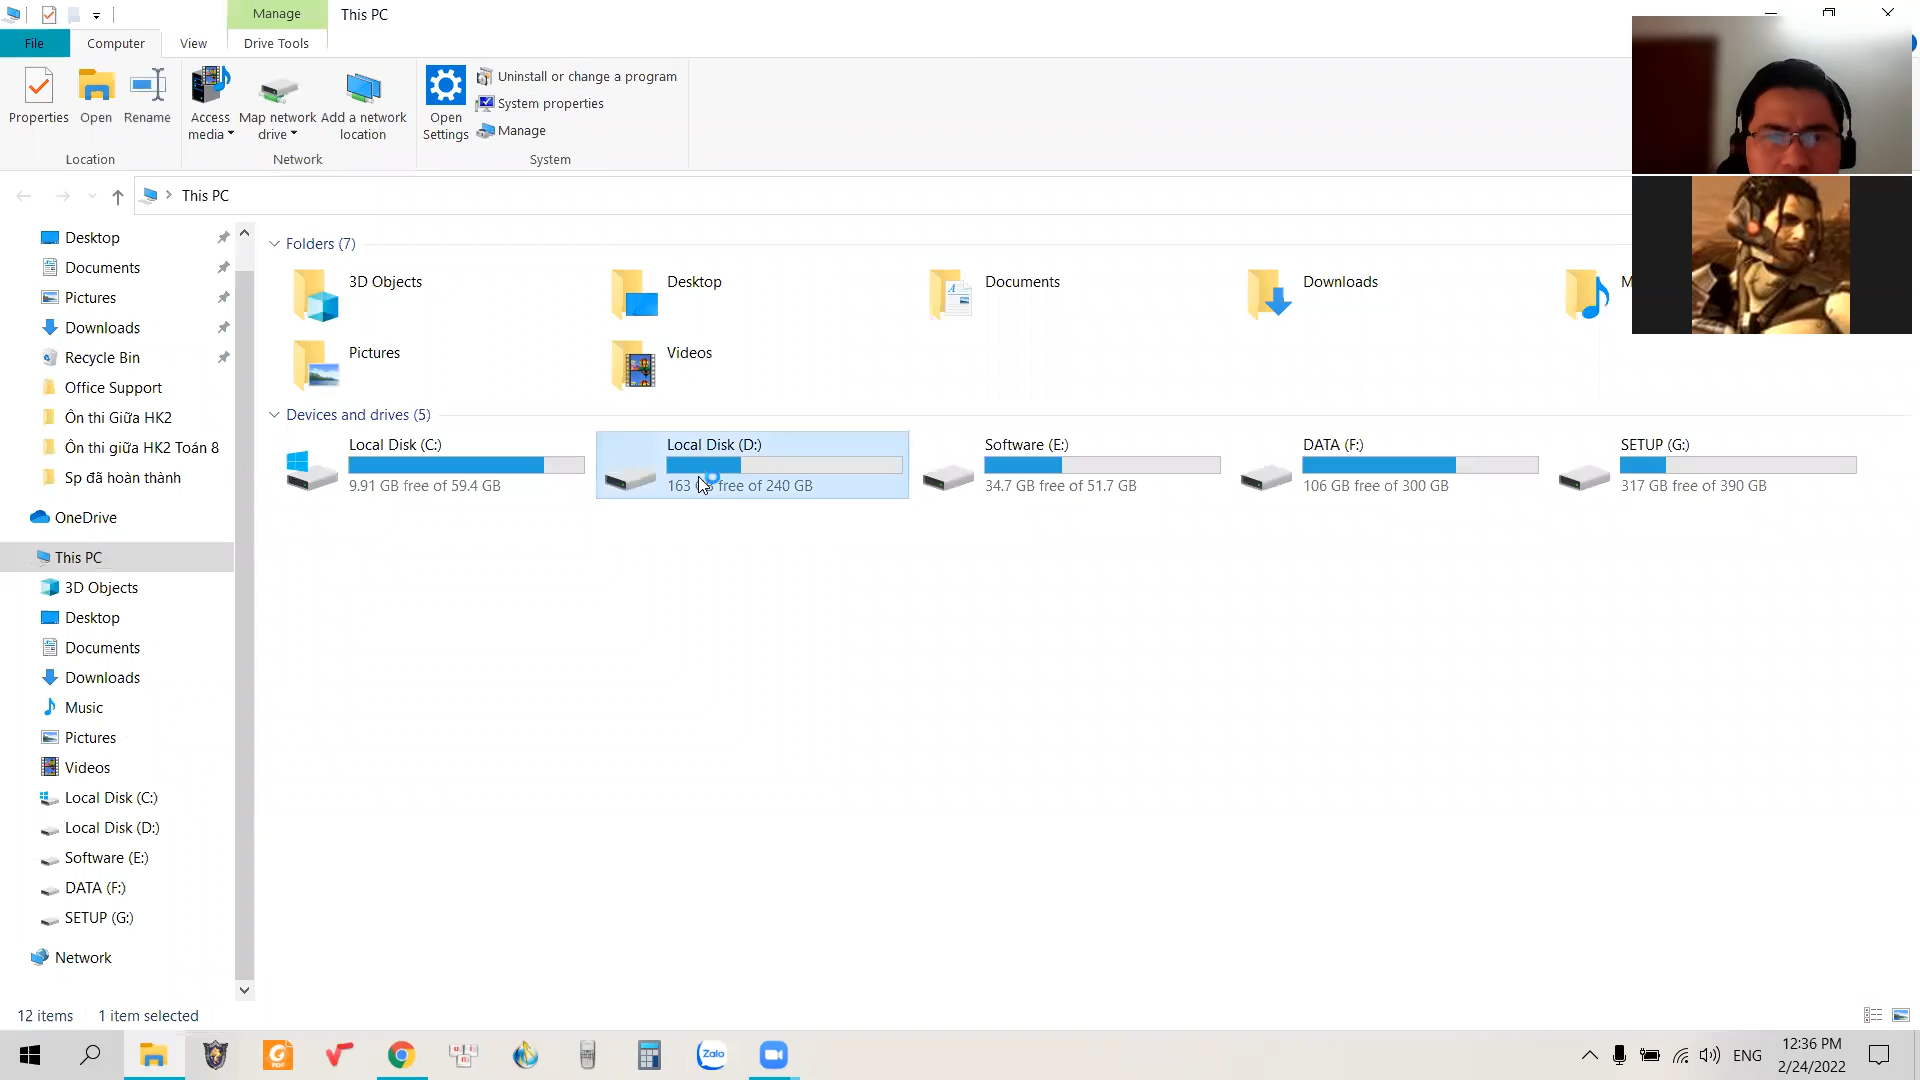 Manage
This PC
File
Computer
View
Drive Tools
Properties
Open
Rename
Access media
Map network drive
Add a network location
Open Settings
Uninstall or change a program
System properties
Manage
Location
Network
System
This PC
Desktop
Documents
Pictures
Downloads
Recycle Bin
Office Support
Ôn thi Giữa HK2
Ôn thi giữa HK2 Toán 8
Sp đã hoàn thành
OneDrive
This PC
3D Objects
Desktop
Documents
Downloads
Music
Pictures
Videos
Local Disk (C:)
Local Disk (D:)
Software (E:)
DATA (F:)
SETUP (G:)
Network
Folders (7)
3D Objects
Desktop
Documents
Downloads
M
Pictures
Videos
Devices and drives (5)
Local Disk (C:)
9.91 GB free of 59.4 GB
Local Disk (D:)
163 free of 240 GB
Software (E:)
34.7 GB free of 51.7 GB
DATA (F:)
106 GB free of 300 GB
SETUP (G:)
317 GB free of 390 GB
12 items
1 item selected
Zalo
ENG
12:36 PM
2/24/2022